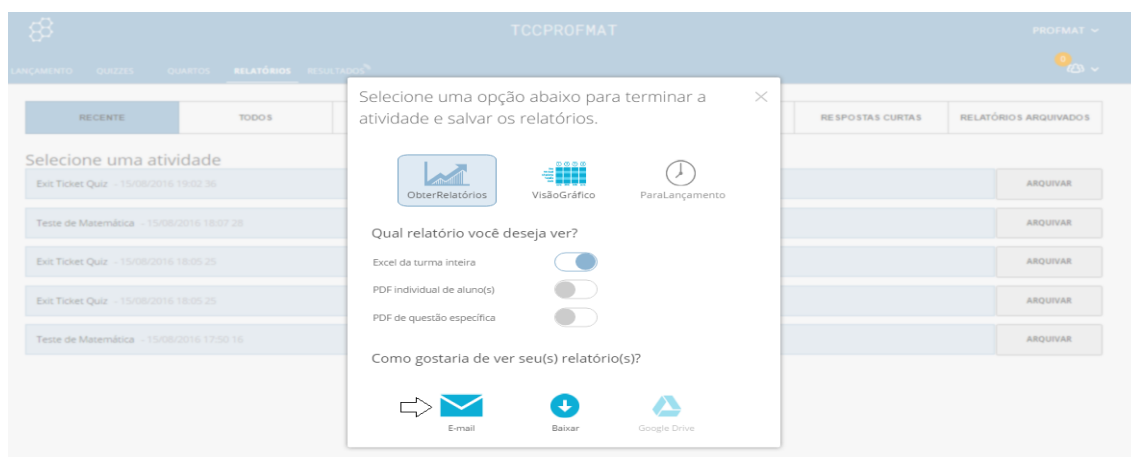 TCCPROFMAT
PROFMAT
0
LANÇAMENTO QUIZZES QUARTOS RELATÓRIOS RESULTADOS
RECENTE TODOS RESPOSTAS CURTAS RELATÓRIOS ARQUIVADOS
Selecione uma atividade
Exit Ticket Quiz - 15/08/2016 19:02:36 ARQUIVAR
Teste de Matemática - 15/08/2016 18:07:28 ARQUIVAR
Exit Ticket Quiz - 15/08/2016 18:05:25 ARQUIVAR
Exit Ticket Quiz - 15/08/2016 18:05:25 ARQUIVAR
Teste de Matemática - 15/08/2016 17:50:16 ARQUIVAR
Selecione uma opção abaixo para terminar a
atividade e salvar os relatórios.
ObterRelatórios VisãoGráfico ParaLançamento
Qual relatório você deseja ver?
Excel da turma inteira
PDF individual de aluno(s)
PDF de questão específica
Como gostaria de ver seu(s) relatório(s)?
E-mail Baixar Google Drive